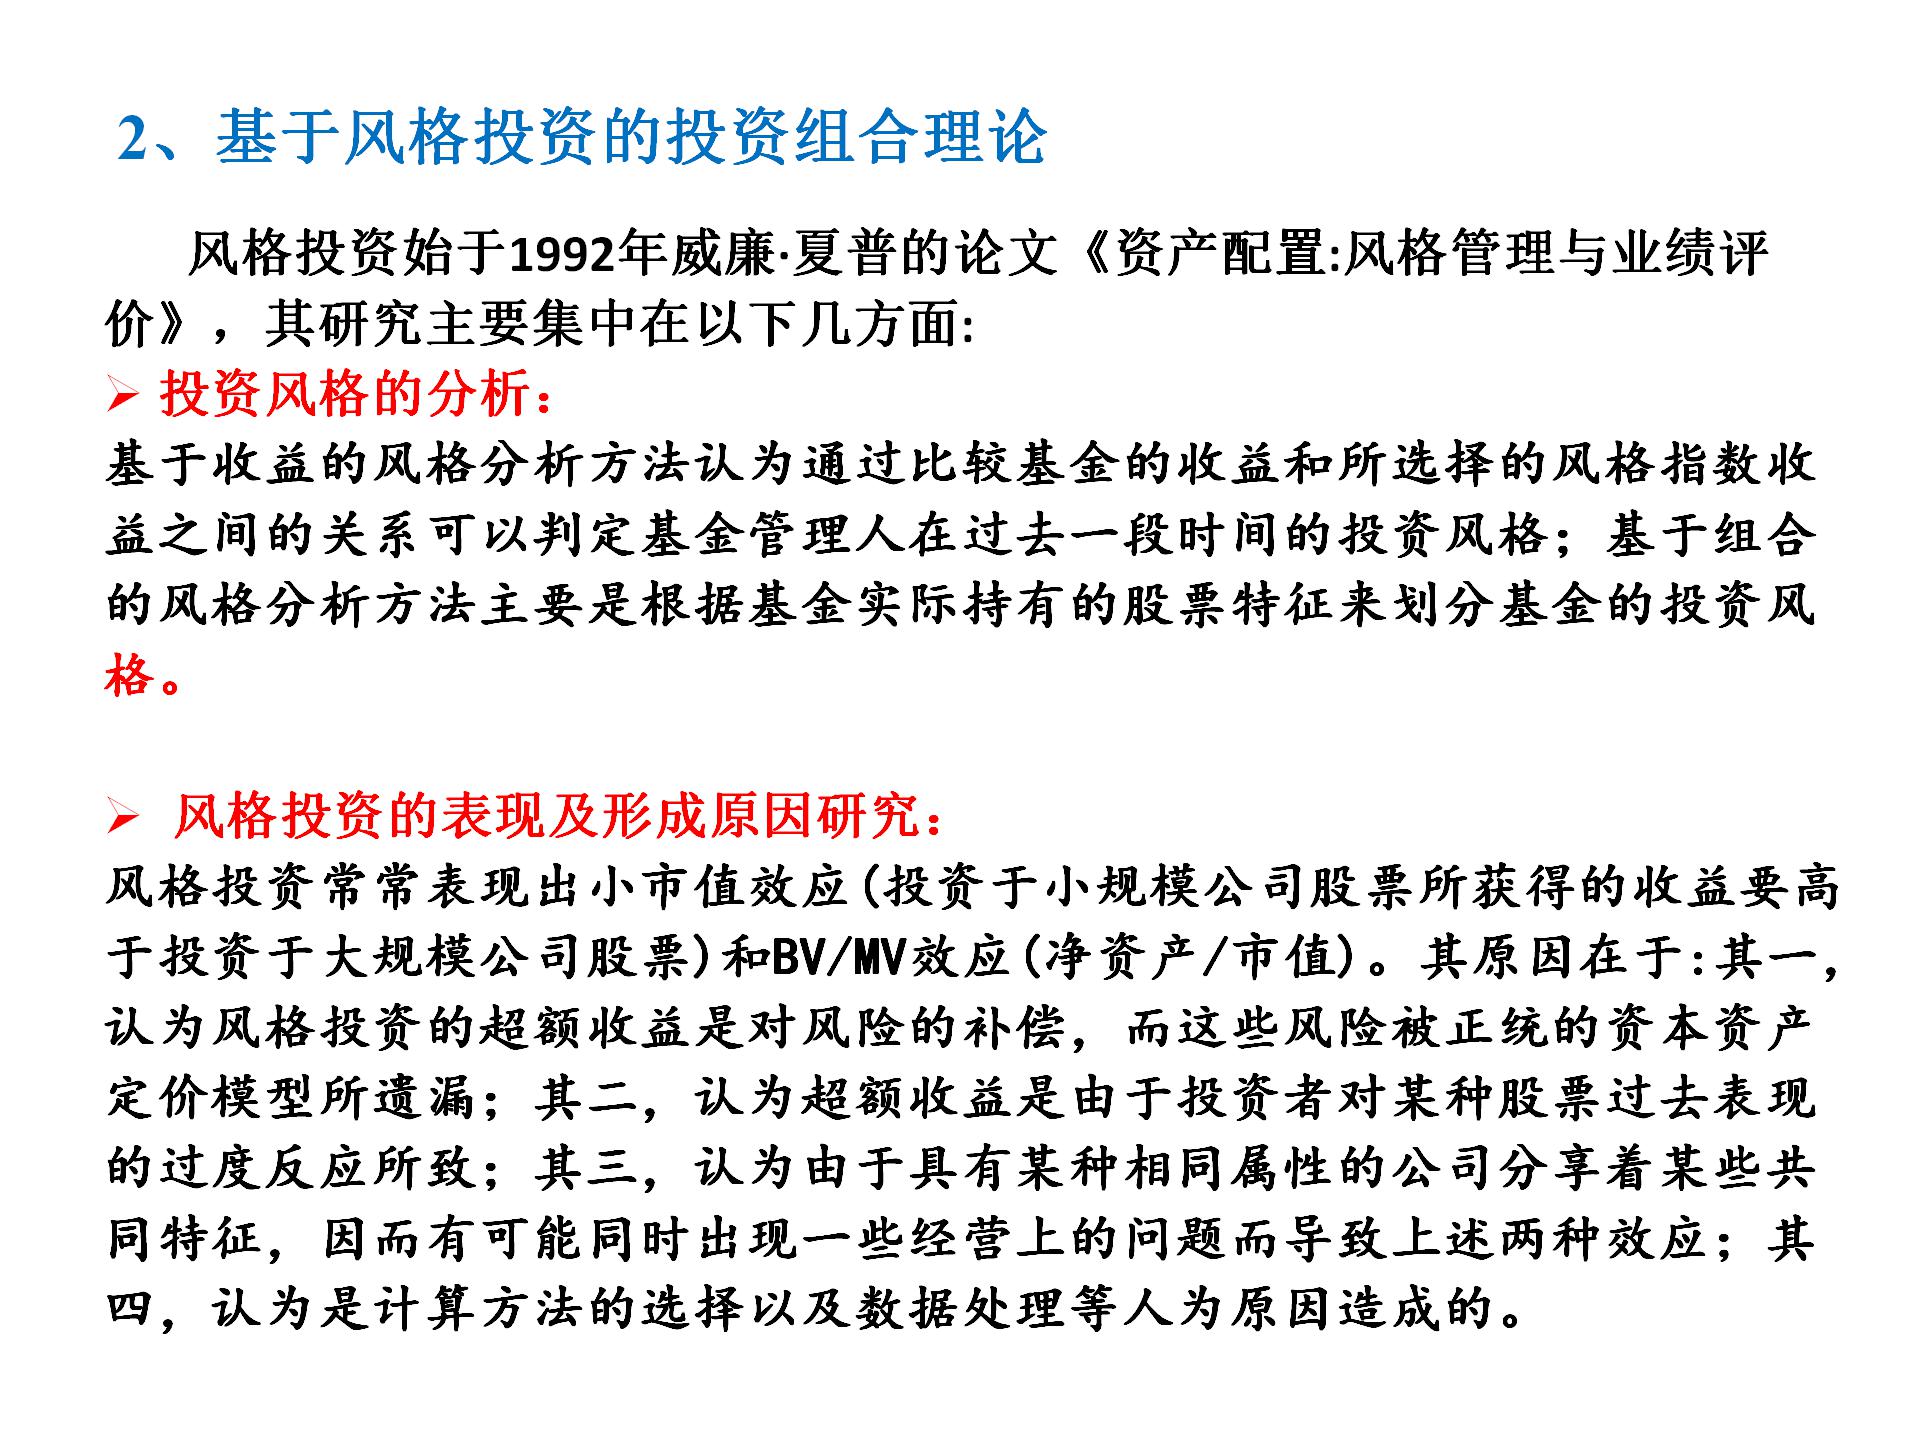 2、基于风格投资的投资组合理论
风格投资始于1992年威廉·夏普的论文《资产配置:风格管理与业绩评
价》，其研究主要集中在以下几方面:
➢ 投资风格的分析：
基于收益的风格分析方法认为通过比较基金的收益和所选择的风格指数收
益之间的关系可以判定基金管理人在过去一段时间的投资风格；基于组合
的风格分析方法主要是根据基金实际持有的股票特征来划分基金的投资风
格。
➢ 风格投资的表现及形成原因研究：
风格投资常常表现出小市值效应(投资于小规模公司股票所获得的收益要高
于投资于大规模公司股票)和BV/MV效应(净资产/市值)。其原因在于:其一，
认为风格投资的超额收益是对风险的补偿，而这些风险被正统的资本资产
定价模型所遗漏；其二，认为超额收益是由于投资者对某种股票过去表现
的过度反应所致；其三，认为由于具有某种相同属性的公司分享着某些共
同特征，因而有可能同时出现一些经营上的问题而导致上述两种效应；其
四，认为是计算方法的选择以及数据处理等人为原因造成的。